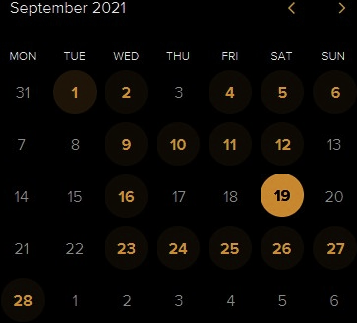 September 2021
MON TUE WED THU FRI SAT SUN
31 1 2 3 4 5 6
7 8 9 10 11 12 13
14 15 16 17 18 19 20
21 22 23 24 25 26 27
28 1 2 3 4 5 6